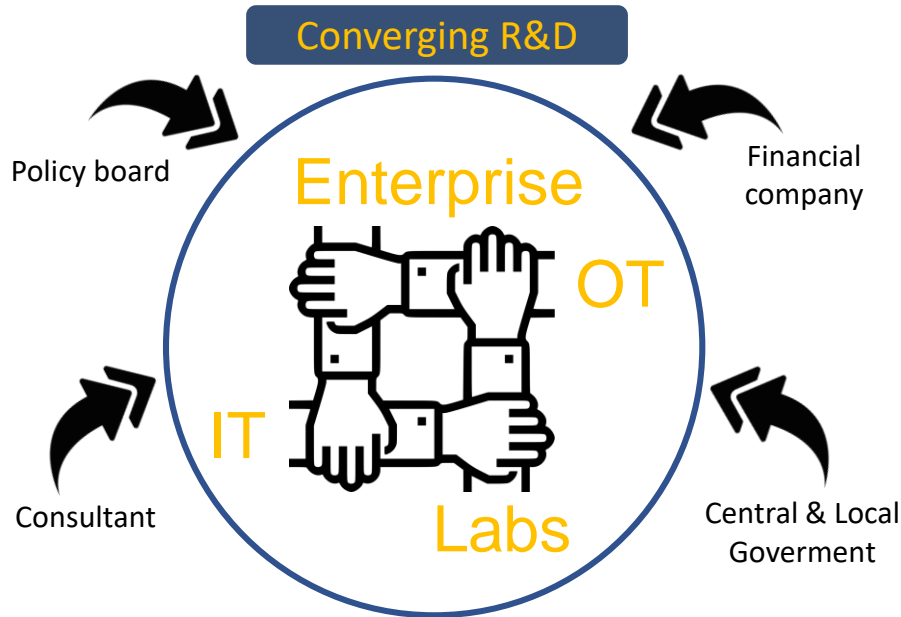 Converging R&D
Policy board
Financial
company
Enterprise
OT
IT
Labs
Consultant
Central & Local
Goverment